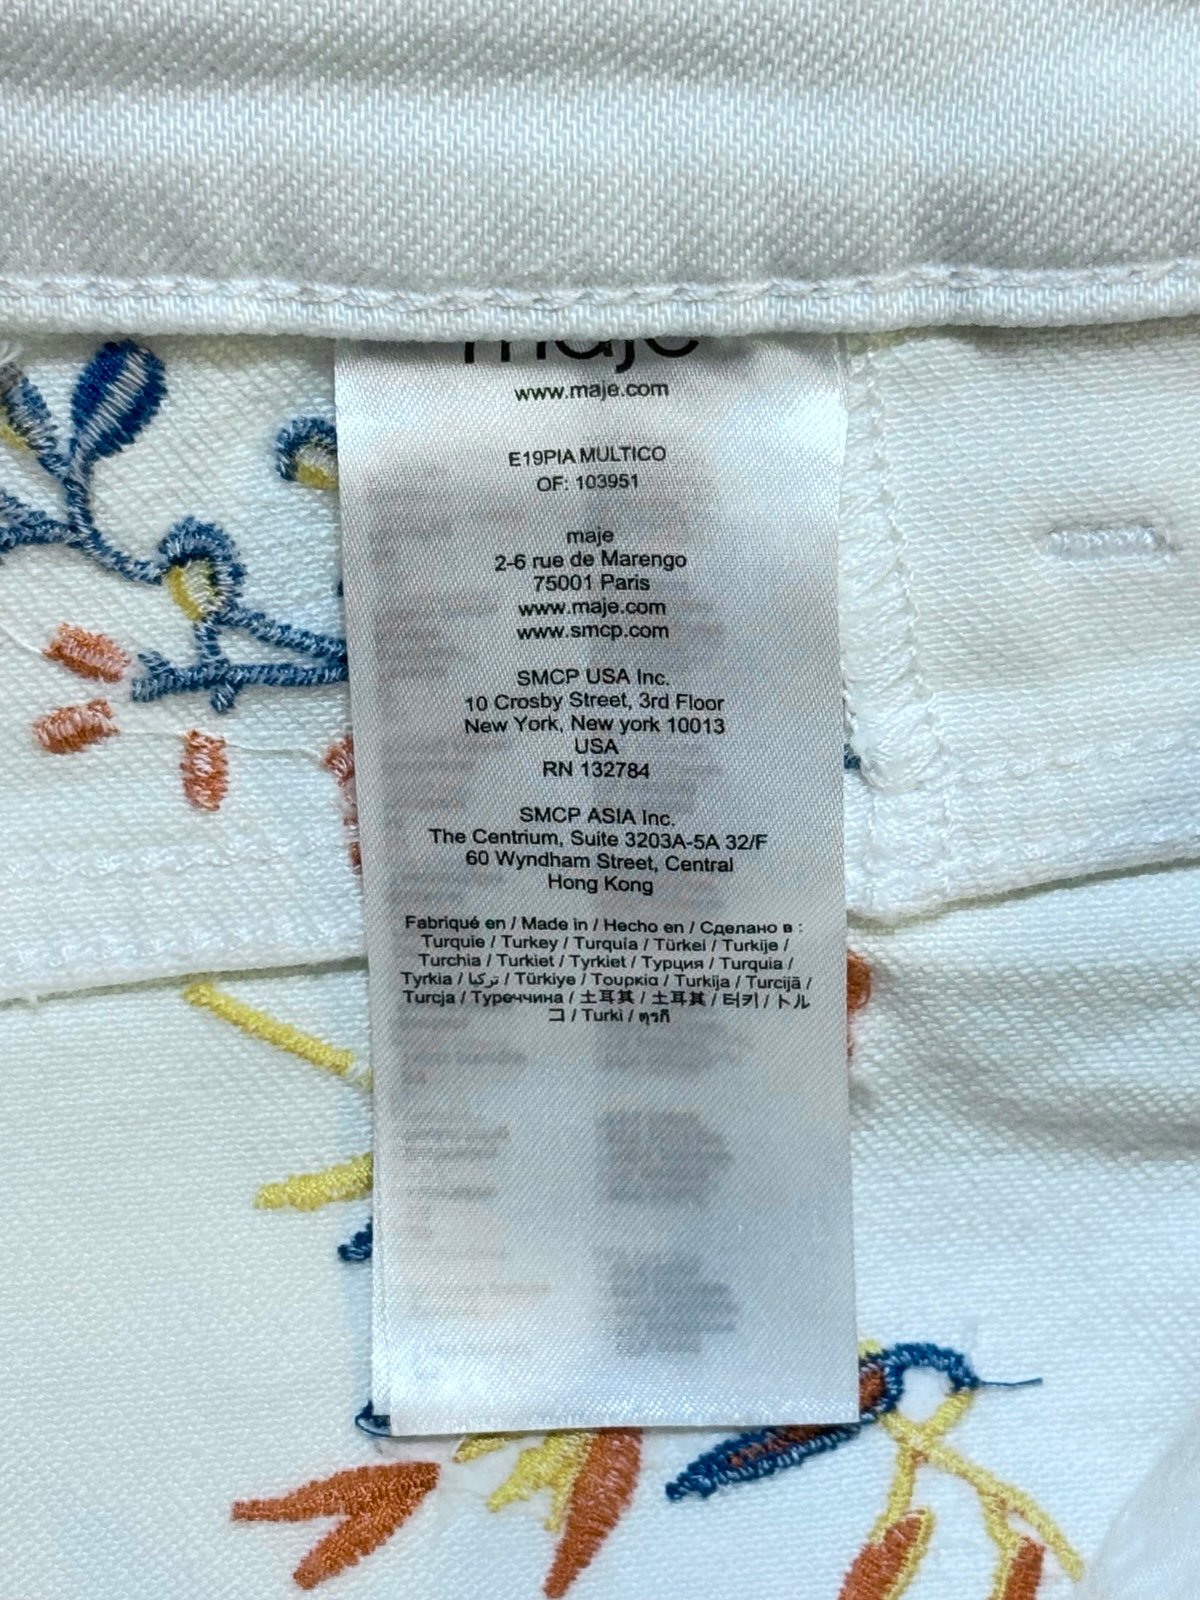 maje
www.maje.com
E19PIA MULTICO
OF: 103951
maje
2-6 rue de Marengo
75001 Paris
www.maje.com
www.smcp.com
SMCP USA Inc.
10 Crosby Street, 3rd Floor
New York, New york 10013
USA
RN 132784
SMCP ASIA Inc.
The Centrium, Suite 3203A-5A 32/F
60 Wyndham Street, Central
Hong Kong
Fabriqué en / Made in / Hecho en / Сделано в :
Turquie / Turkey / Turquía / Türkei / Turkije /
Turchia / Turkiet / Tyrkiet / Турция / Turquia /
Tyrkia / تركيا / Türkiye / Τουρκία / Turkija / Turcijā /
Turcja / Туреччина / 土耳其 / 土耳其 / 터키 / トル
コ / Turki / ตุรกี